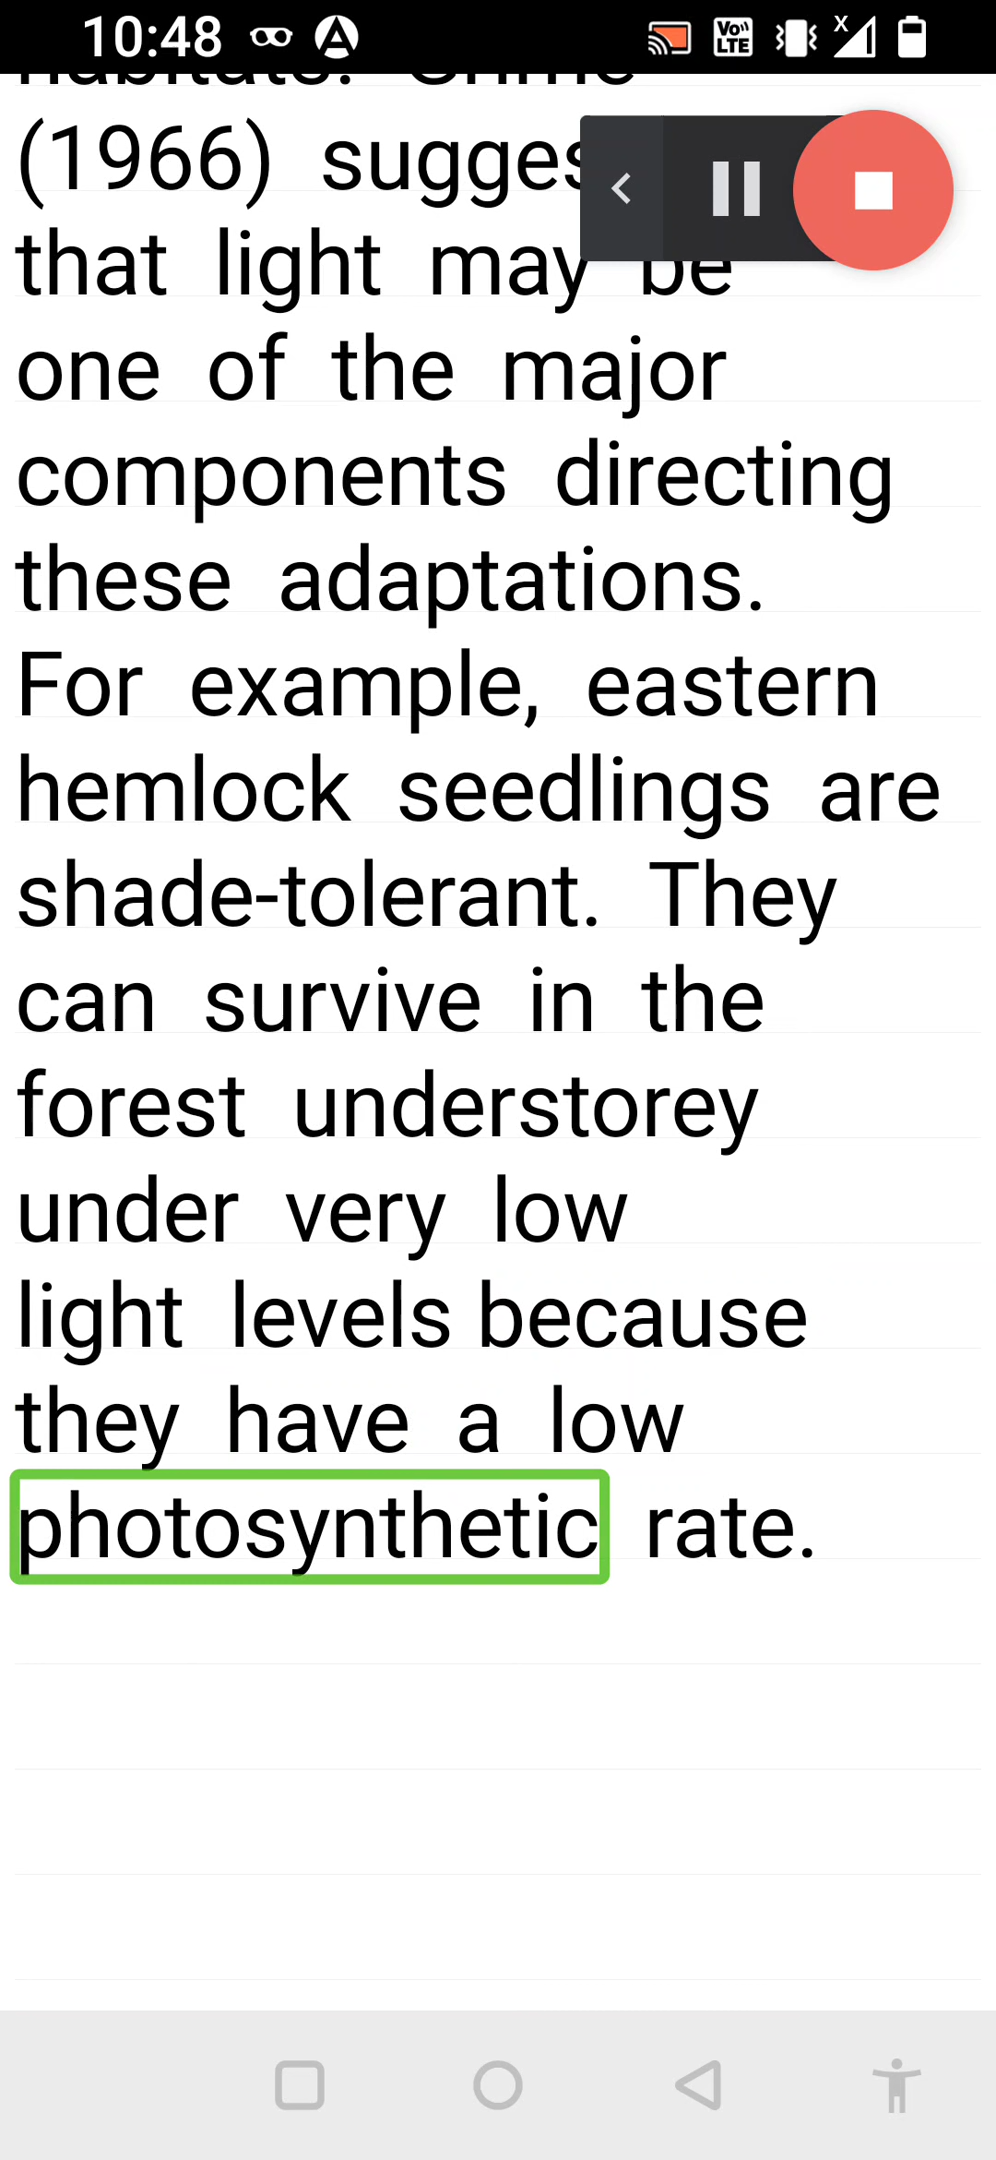 10:48
Vo)) LTE
X
(1966)
that light may be
one of the major
components directing
these adaptations.
For example, eastern
hemlock seedlings are
shade-tolerant. They
can survive in the
forest understorey
under very low
light levels because
they have a low
photosynthetic rate.